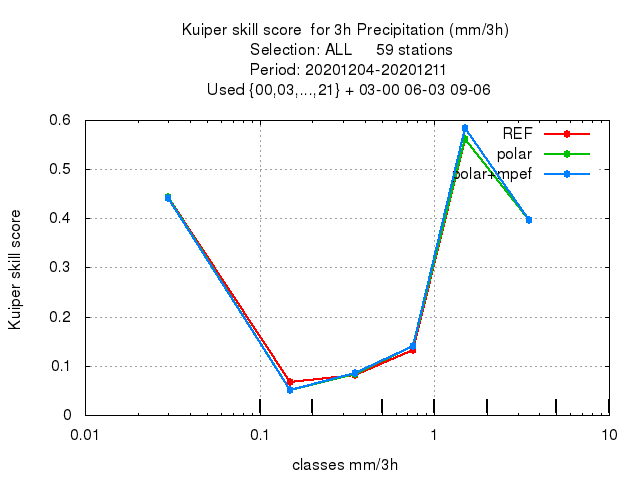 Kuiper skill score  for 3h Precipitation (mm/3h)
Selection: ALL     59 stations
Period: 20201204-20201211
Used {00,03,...,21} + 03-00 06-03 09-06
0.6
0.5
0.4
0.3
0.2
0.1
0
Kuiper skill score
REF
polar
polar+mpef
0.01
0.1
1
10
classes mm/3h